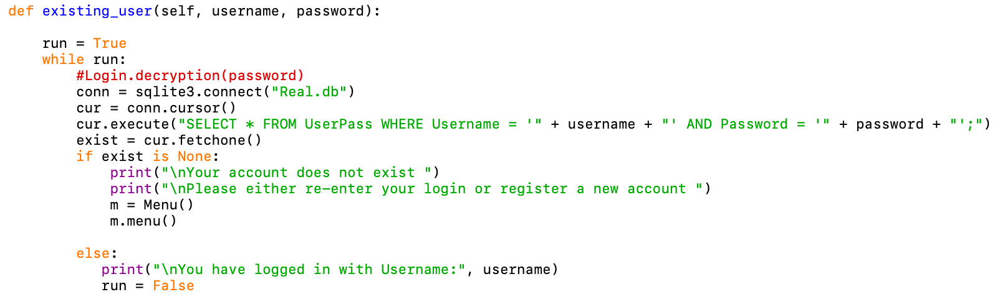 def existing_user(self, username, password):
    run = True
    while run:
        #Login.decryption(password)
        conn = sqlite3.connect("Real.db")
        cur = conn.cursor()
        cur.execute("SELECT * FROM UserPass WHERE Username = '" + username + "' AND Password = '" + password + "';")
        exist = cur.fetchone()
        if exist is None:
            print("\nYour account does not exist ")
            print("\nPlease either re-enter your login or register a new account ")
            m = Menu()
            m.menu()
        else:
           print("\nYou have logged in with Username:", username)
           run = False